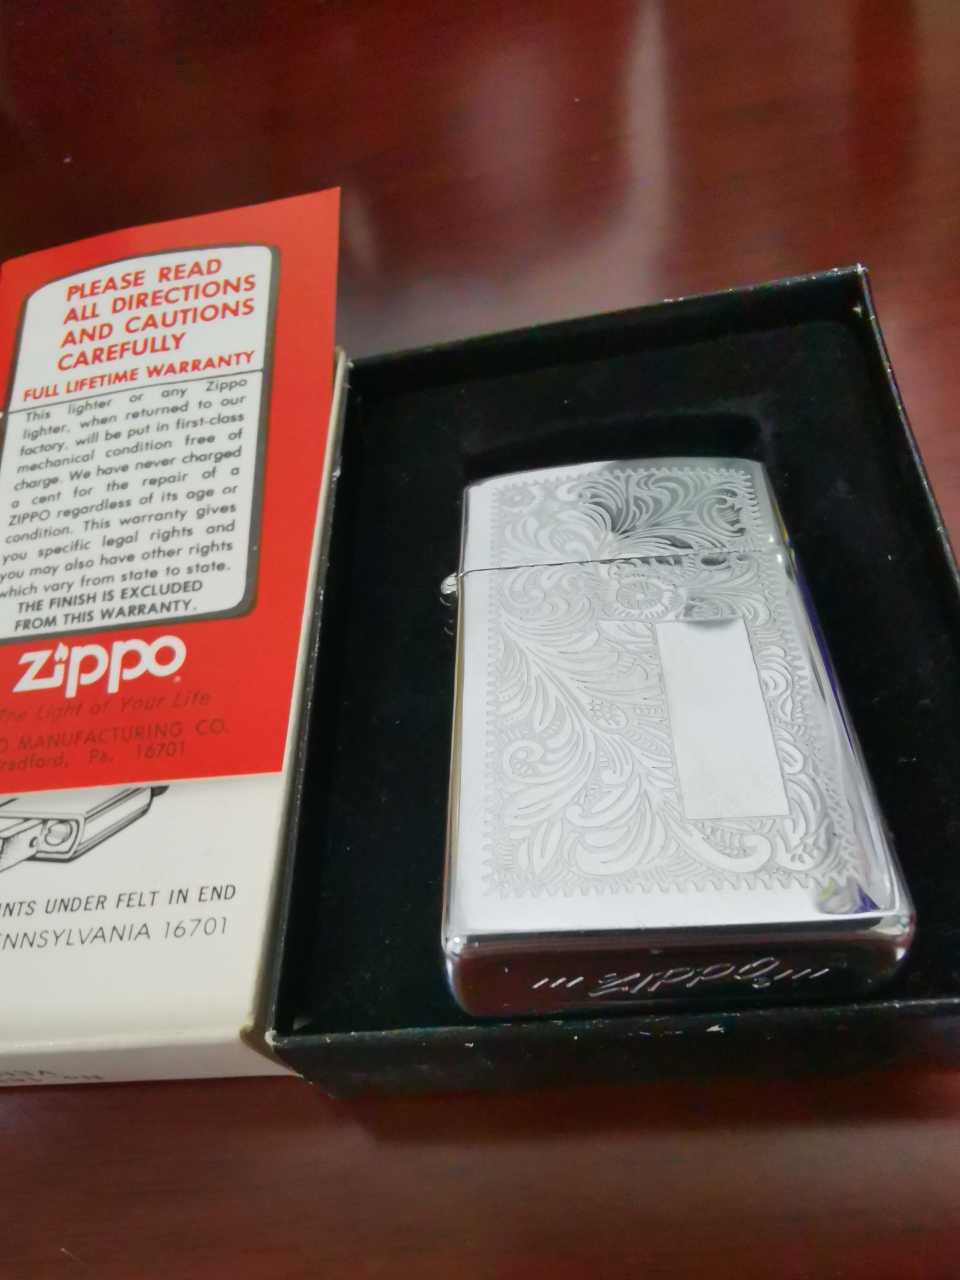 PLEASE READ
ALL DIRECTIONS
AND CAUTIONS
CAREFULLY
FULL LIFETIME WARRANTY
This lighter or any Zippo
lighter, when returned to our
factory, will be put in first-class
mechanical condition free of
charge. We have never charged
a cent for the repair of a
ZIPPO regardless of its age or
condition. This warranty gives
you specific legal rights and
you may also have other rights
which vary from state to state.
THE FINISH IS EXCLUDED
FROM THIS WARRANTY.
Zippo
The Light of Your Life
MANUFACTURING CO.
Pa. 16701
UNDER FELT IN END
16701
VENETIAN
/// ZIPPO ///